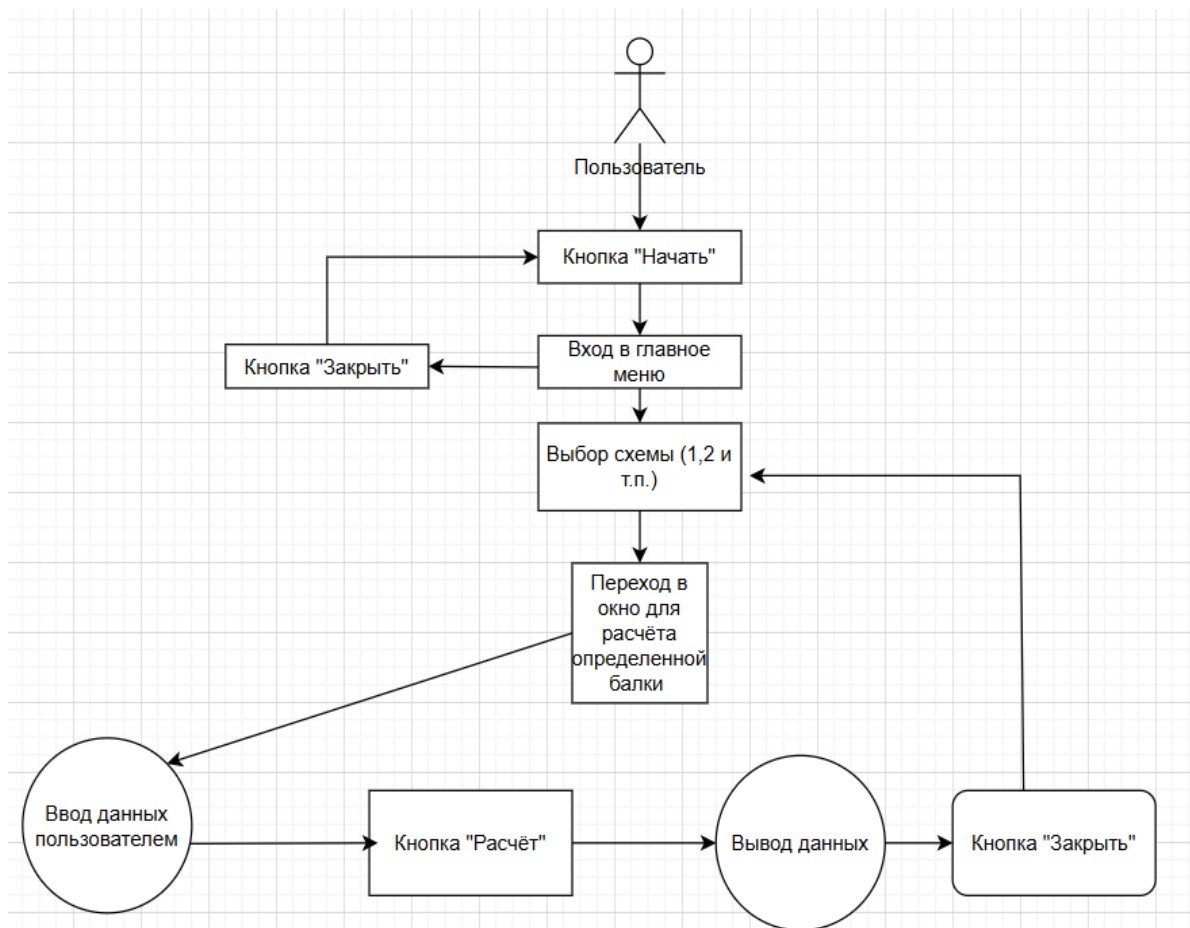 Пользователь
Кнопка "Начать"
Вход в главное
меню
Кнопка "Закрыть"
Выбор схемы (1,2 и
т.п.)
Переход в
окно для
расчёта
определенной
балки
Ввод данных
пользователем
Кнопка "Расчёт"
Вывод данных
Кнопка "Закрыть"